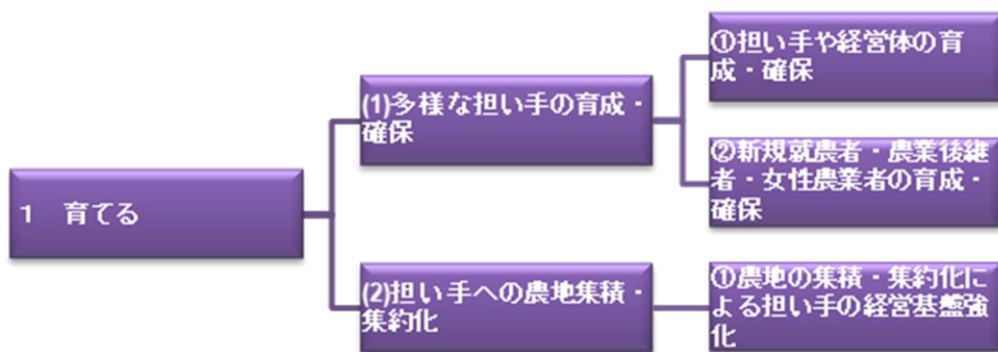 1 育てる
(1)多様な担い手の育成・
確保
①担い手や経営体の育
成・確保
②新規就農者・農業後継
者・女性農業者の育成・
確保
(2)担い手への農地集積・
集約化
①農地の集積・集約化に
よる担い手の経営基盤強
化